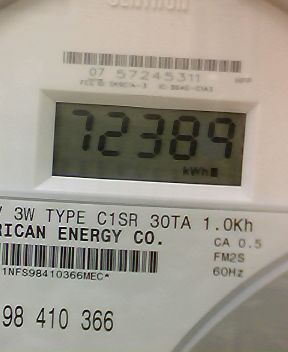 CENTRON
07 57245311
72389
kWh
3W TYPE C1SR 30TA 1.0Kh
RICAN ENERGY CO.
CA 0.5
FM2S
60Hz
*1NFS98410366MEC*
98 410 366